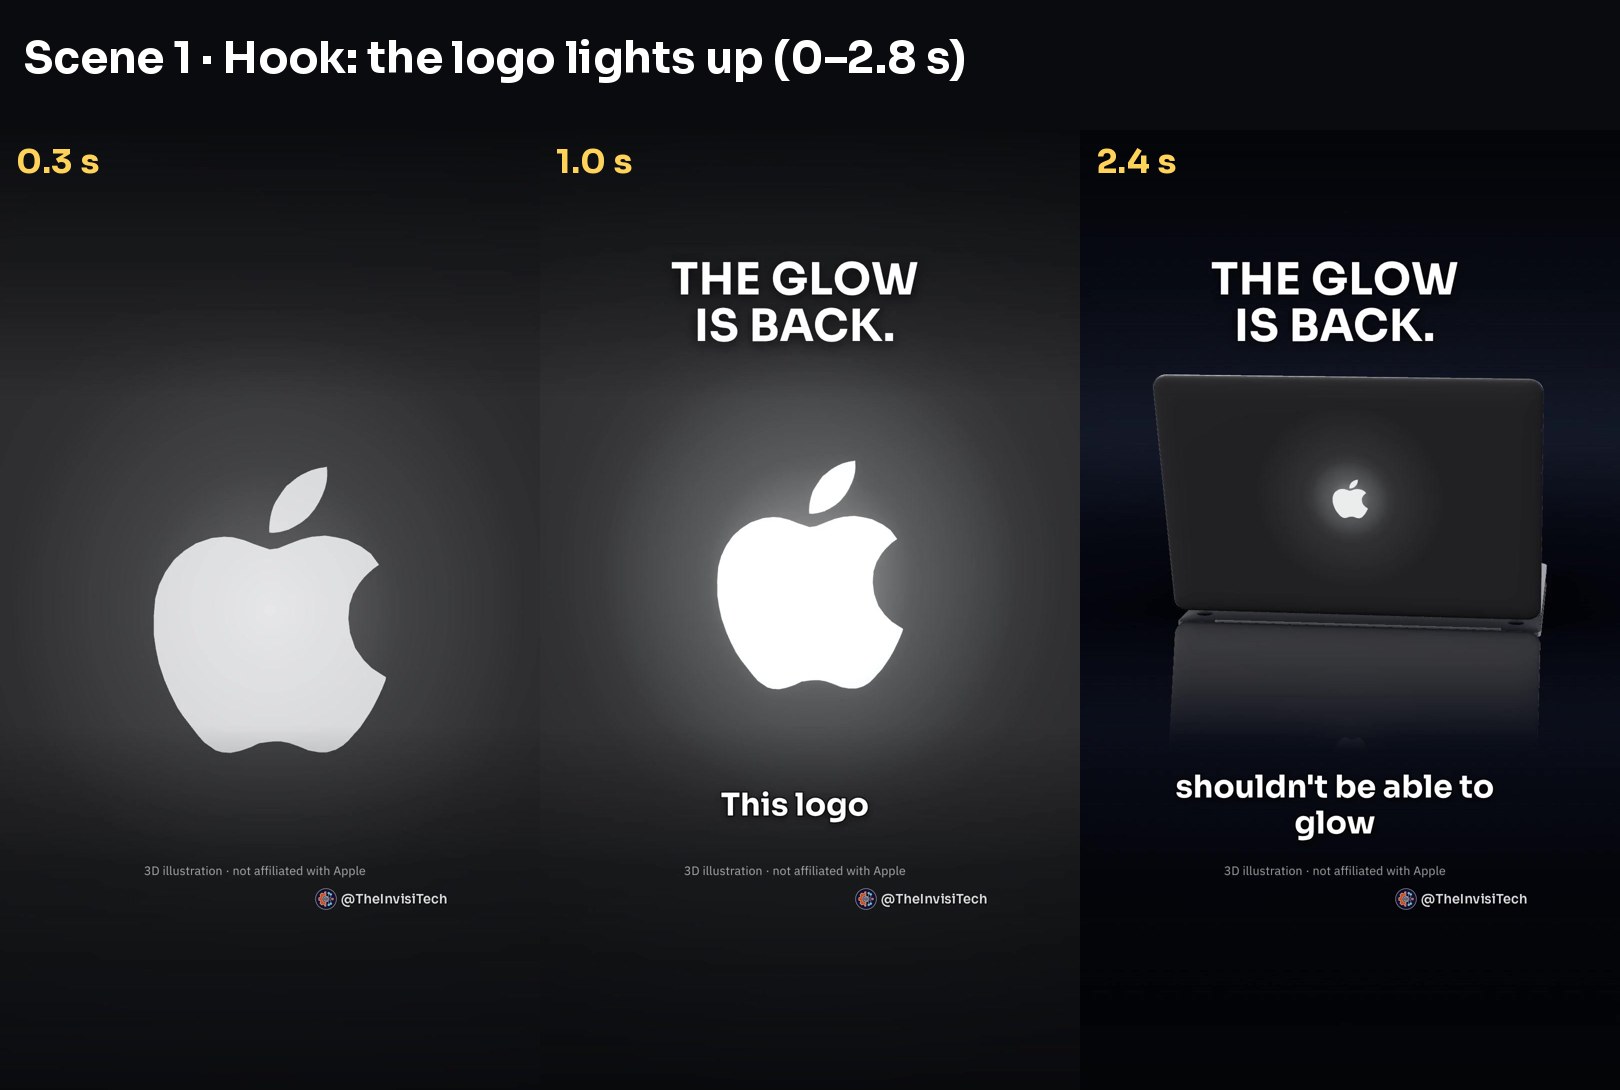 Scene 1 · Hook: the logo lights up (0–2.8 s)
0.3 s
3D illustration · not affiliated with Apple
@TheInvisiTech
1.0 s
THE GLOW
IS BACK.
This logo
3D illustration · not affiliated with Apple
@TheInvisiTech
2.4 s
THE GLOW
IS BACK.
shouldn't be able to
glow
3D illustration · not affiliated with Apple
@TheInvisiTech